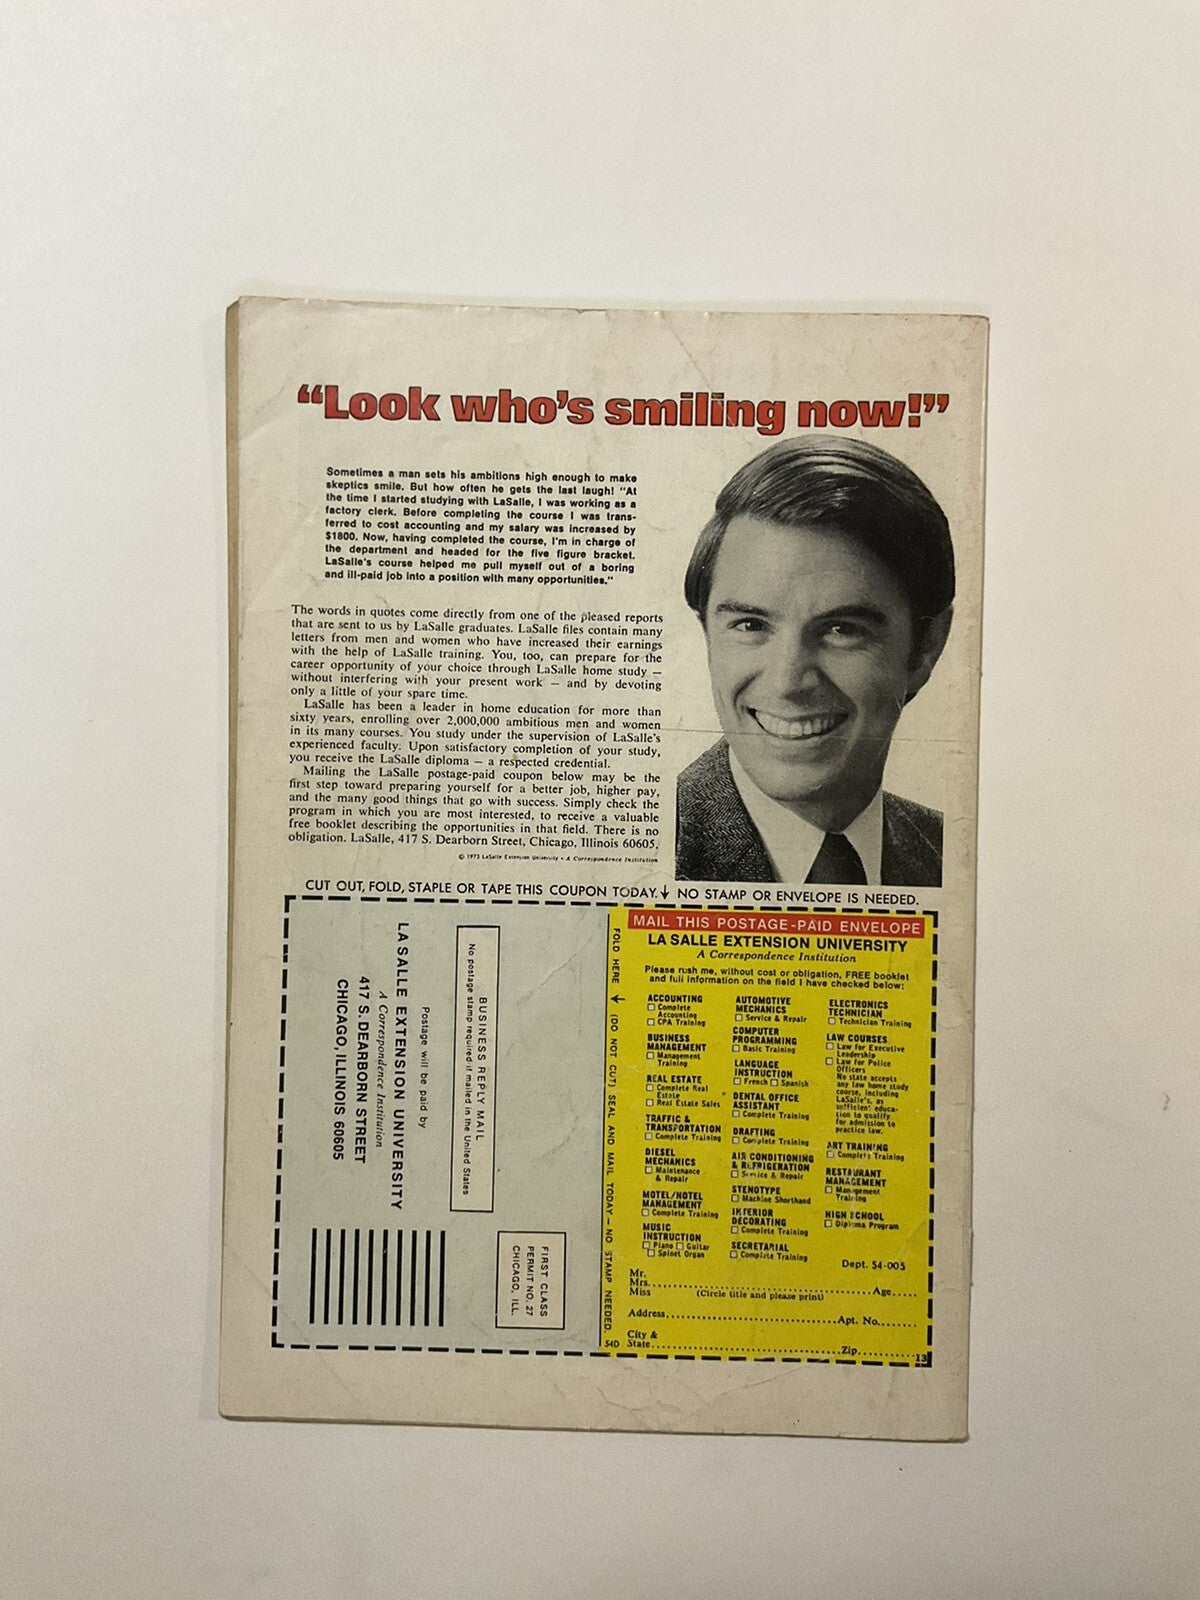 “Look who's smiling now!”
Sometimes a man sets his ambitions high enough to make
skeptics smile. But how often he gets the last laugh! "At
the time I started studying with LaSalle, I was working as a
factory clerk. Before completing the course I was trans-
ferred to cost accounting and my salary was increased by
$1800. Now, having completed the course, I'm in charge of
the department and headed for the five figure bracket.
LaSalle's course helped me pull myself out of a boring
and ill-paid job into a position with many opportunities."
The words in quotes come directly from one of the pleased reports
that are sent to us by LaSalle graduates. LaSalle files contain many
letters from men and women who have increased their earnings
with the help of LaSalle training. You, too, can prepare for the
career opportunity of your choice through LaSalle home study —
without interfering with your present work — and by devoting
only a little of your spare time.
LaSalle has been a leader in home education for more than
sixty years, enrolling over 2,000,000 ambitious men and women
in its many courses. You study under the supervision of LaSalle's
experienced faculty. Upon satisfactory completion of your study,
you receive the LaSalle diploma — a respected credential.
Mailing the LaSalle postage-paid coupon below may be the
first step toward preparing yourself for a better job, higher pay,
and the many good things that go with success. Simply check the
program in which you are most interested, to receive a valuable
free booklet describing the opportunities in that field. There is no
obligation. LaSalle, 417 S. Dearborn Street, Chicago, Illinois 60605.
© 1973 LaSalle Extension University • A Correspondence Institution
CUT OUT, FOLD, STAPLE OR TAPE THIS COUPON TODAY.↓ NO STAMP OR ENVELOPE IS NEEDED.
FIRST CLASS
PERMIT NO. 27
CHICAGO, ILL.
BUSINESS REPLY MAIL
No postage stamp required if mailed in the United States
Postage will be paid by
LA SALLE EXTENSION UNIVERSITY
A Correspondence Institution
417 S. DEARBORN STREET
CHICAGO, ILLINOIS 60605
FOLD HERE ↓ (DO NOT CUT) SEAL AND MAIL TODAY — NO STAMP NEEDED.
54D
MAIL THIS POSTAGE-PAID ENVELOPE
LA SALLE EXTENSION UNIVERSITY
A Correspondence Institution
Please rush me, without cost or obligation, FREE booklet
and full information on the field I have checked below:
ACCOUNTING
☐ Complete
Accounting
☐ CPA Training
BUSINESS
MANAGEMENT
☐ Management
Training
REAL ESTATE
☐ Complete Real
Estate
☐ Real Estate Sales
TRAFFIC &
TRANSPORTATION
☐ Complete Training
DIESEL
MECHANICS
☐ Maintenance
& Repair
MOTEL/HOTEL
MANAGEMENT
☐ Complete Training
MUSIC
INSTRUCTION
☐ Piano ☐ Guitar
☐ Spinet Organ
AUTOMOTIVE
MECHANICS
☐ Service & Repair
COMPUTER
PROGRAMMING
☐ Basic Training
LANGUAGE
INSTRUCTION
☐ French ☐ Spanish
DENTAL OFFICE
ASSISTANT
☐ Complete Training
DRAFTING
☐ Complete Training
AIR CONDITIONING
& REFRIGERATION
☐ Service & Repair
STENOTYPE
☐ Machine Shorthand
INTERIOR
DECORATING
☐ Complete Training
SECRETARIAL
☐ Complete Training
ELECTRONICS
TECHNICIAN
☐ Technician Training
LAW COURSES
☐ Law for Executive
Leadership
☐ Law for Police
Officers
No state accepts
any law home study
course, including
LaSalle's, as
sufficient educa-
tion to qualify
for admission to
practice law.
ART TRAINING
☐ Complete Training
RESTAURANT
MANAGEMENT
☐ Management
Training
HIGH SCHOOL
☐ Diploma Program
Dept. 54-005
Mr.
Mrs.
Miss (Circle title and please print) Age
Address Apt. No.
City &
State Zip
13